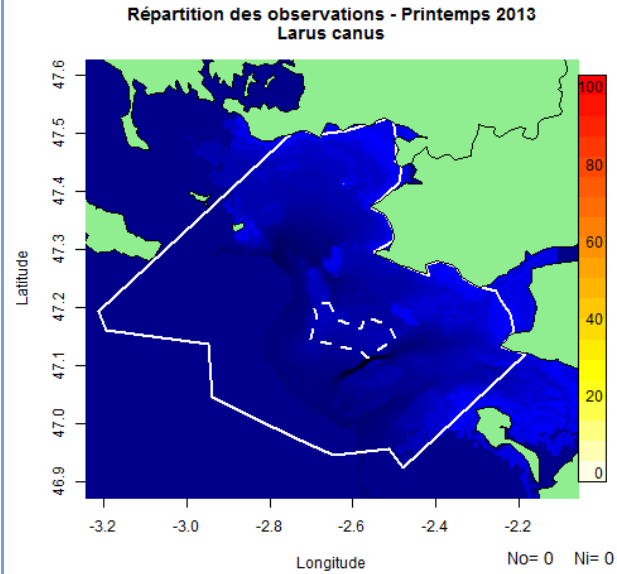 Répartition des observations - Printemps 2013
Larus canus
Latitude
47.6
47.5
47.4
47.3
47.2
47.1
47.0
46.9
-3.2 -3.0 -2.8 -2.6 -2.4 -2.2
Longitude
100
80
60
40
20
0
No= 0 Ni= 0